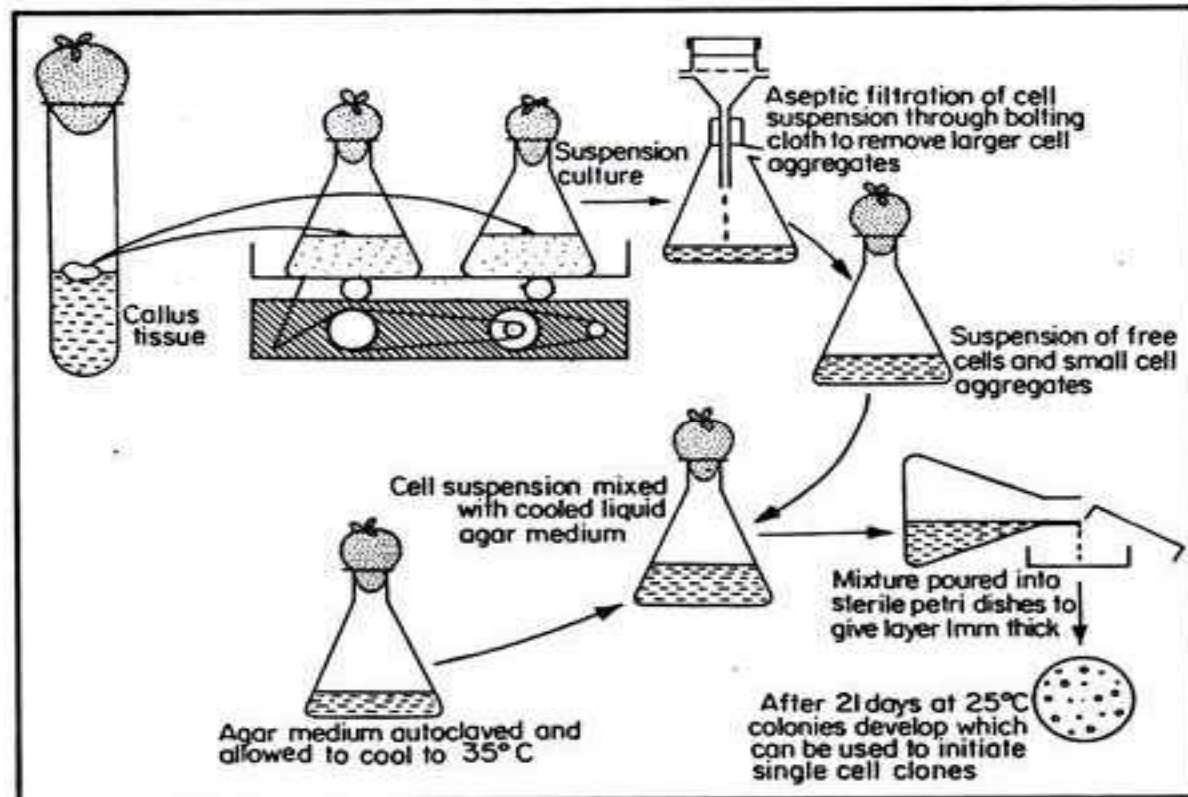 Callus
tissue
Suspension
culture
Aseptic filtration of cell
suspension through bolting
cloth to remove larger cell
aggregates
Suspension of free
cells and small cell
aggregates
Cell suspension mixed
with cooled liquid
agar medium
Agar medium autoclaved and
allowed to cool to 35°C
Mixture poured into
sterile petri dishes to
give layer 1mm thick
After 21 days at 25°C
colonies develop which
can be used to initiate
single cell clones